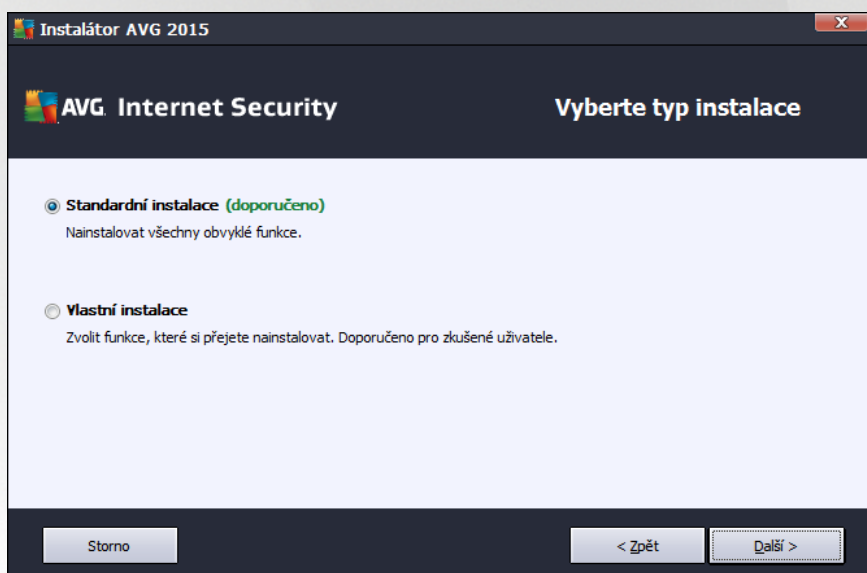 Instalátor AVG 2015
X
AVG. Internet Security
Vyberte typ instalace
Standardní instalace (doporučeno)
Nainstalovat všechny obvyklé funkce.
Vlastní instalace
Zvolit funkce, které si přejete nainstalovat. Doporučeno pro zkušené uživatele.
Storno
< Zpět
Další >